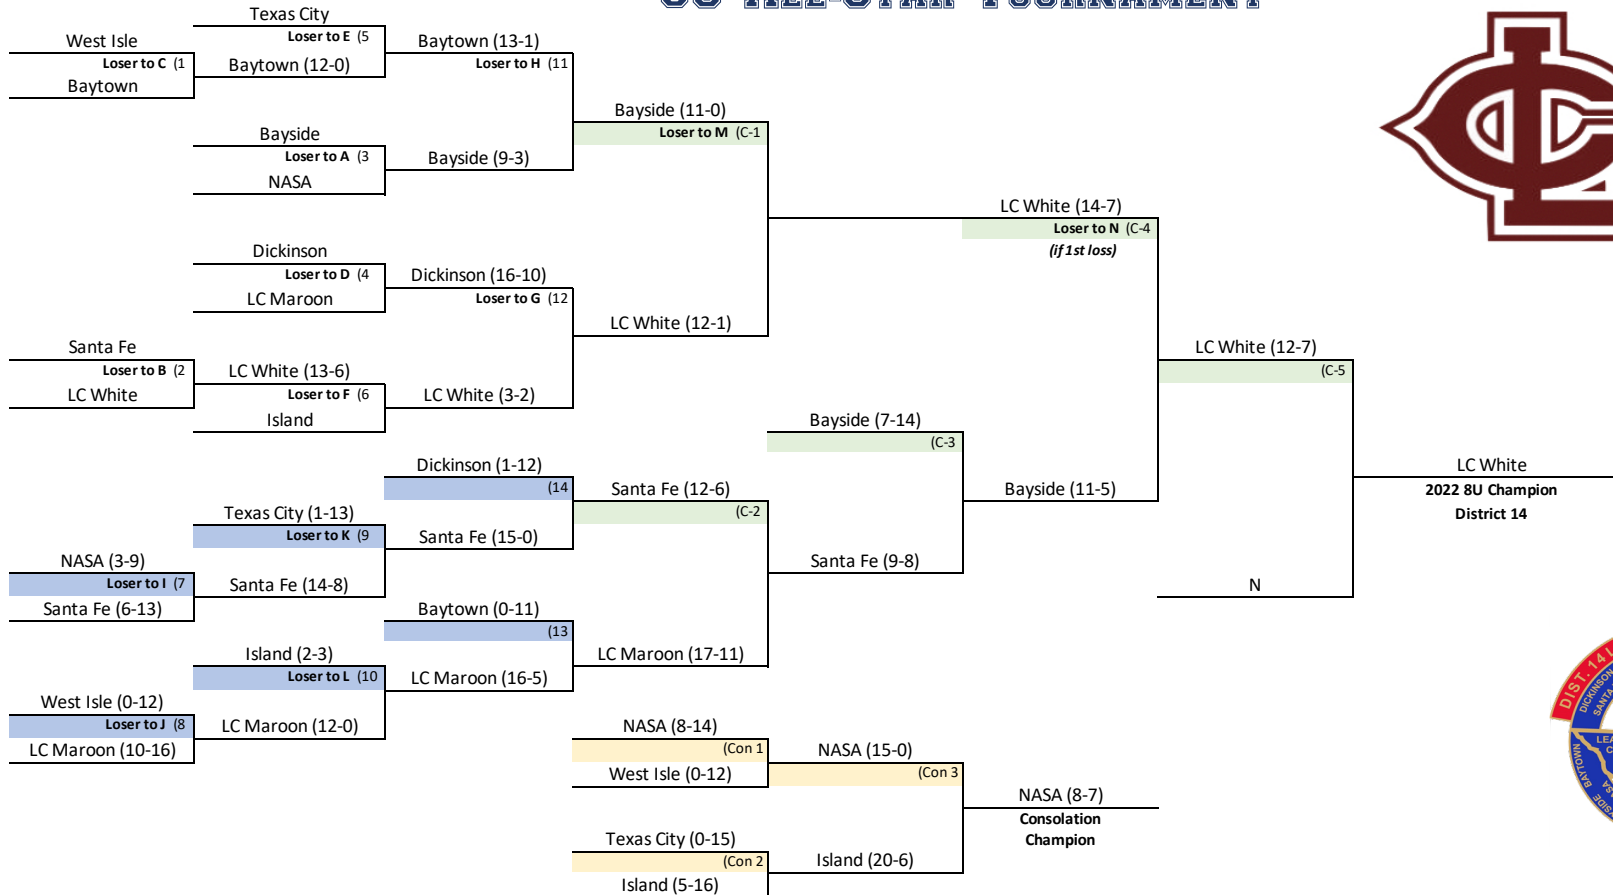 8U ALL-STAR TOURNAMENT
Texas City
West Isle
Loser to E (5
Baytown (13-1)
Loser to C (1
Baytown (12-0)
Loser to H (11
Baytown
Bayside (11-0)
Bayside
Loser to M (C-1
Loser to A (3
Bayside (9-3)
NASA
LC White (14-7)
Loser to N (C-4
(if 1st loss)
Dickinson
Loser to D (4
Dickinson (16-10)
LC Maroon
Loser to G (12
LC White (12-1)
Santa Fe
LC White (12-7)
Loser to B (2
LC White (13-6)
(C-5
LC White
Loser to F (6
LC White (3-2)
Island
Bayside (7-14)
(C-3
Dickinson (1-12)
LC White
(14
Santa Fe (12-6)
Bayside (11-5)
2022 8U Champion
Texas City (1-13)
(C-2
District 14
Loser to K (9
Santa Fe (15-0)
NASA (3-9)
Santa Fe (9-8)
Loser to I (7
Santa Fe (14-8)
N
Santa Fe (6-13)
Baytown (0-11)
(13
Island (2-3)
LC Maroon (17-11)
Loser to L (10
LC Maroon (16-5)
West Isle (0-12)
Loser to J (8
LC Maroon (12-0)
NASA (8-14)
LC Maroon (10-16)
(Con 1
NASA (15-0)
West Isle (0-12)
(Con 3
NASA (8-7)
Consolation
Champion
Texas City (0-15)
(Con 2
Island (20-6)
Island (5-16)
DIST. 14 L
DICKINSON
SANTA
BAYTOWN